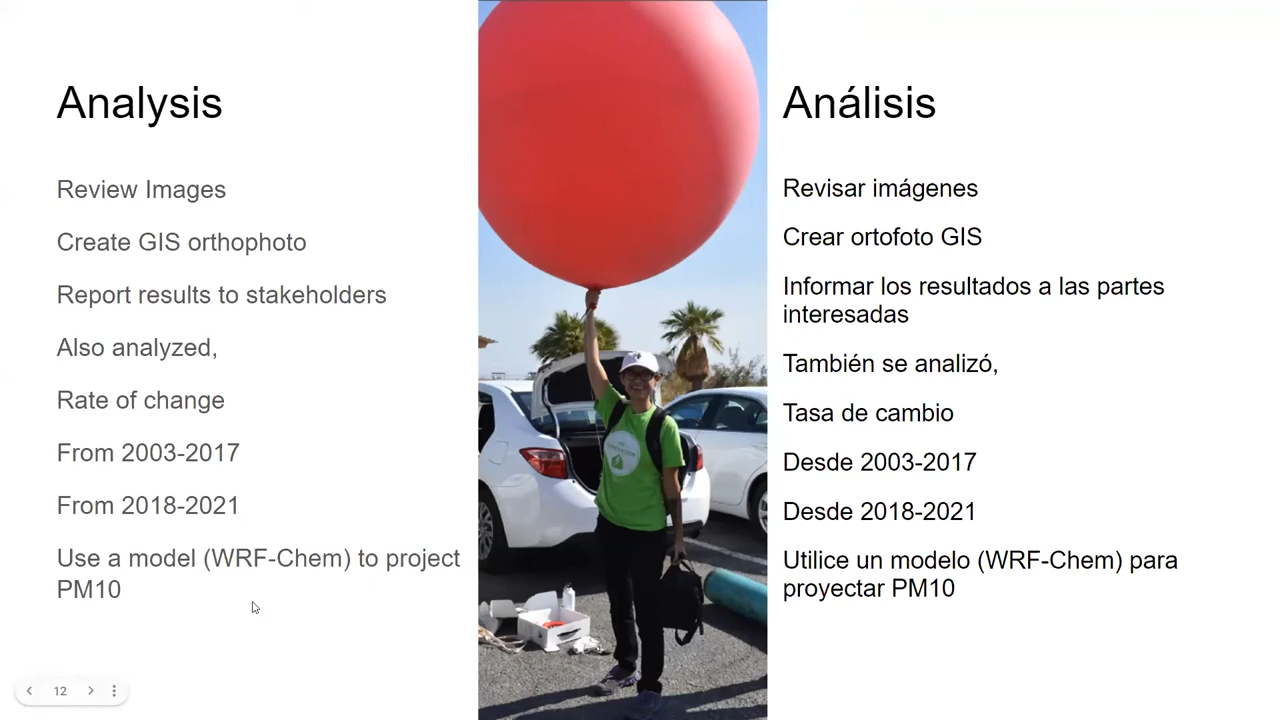 Analysis
Review Images
Create GIS orthophoto
Report results to stakeholders
Also analyzed,
Rate of change
From 2003-2017
From 2018-2021
Use a model (WRF-Chem) to project
PM10
Análisis
Revisar imágenes
Crear ortofoto GIS
Informar los resultados a las partes
interesadas
También se analizó,
Tasa de cambio
Desde 2003-2017
Desde 2018-2021
Utilice un modelo (WRF-Chem) para
proyectar PM10
12